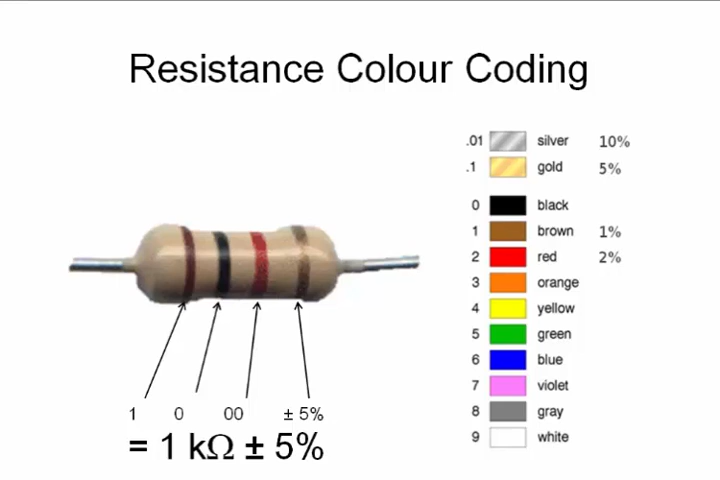 Resistance Colour Coding
.01 silver 10%
.1 gold 5%
0 black
1 brown 1%
2 red 2%
3 orange
4 yellow
5 green
6 blue
7 violet
8 gray
9 white
1 0 00 ± 5%
= 1 kΩ ± 5%